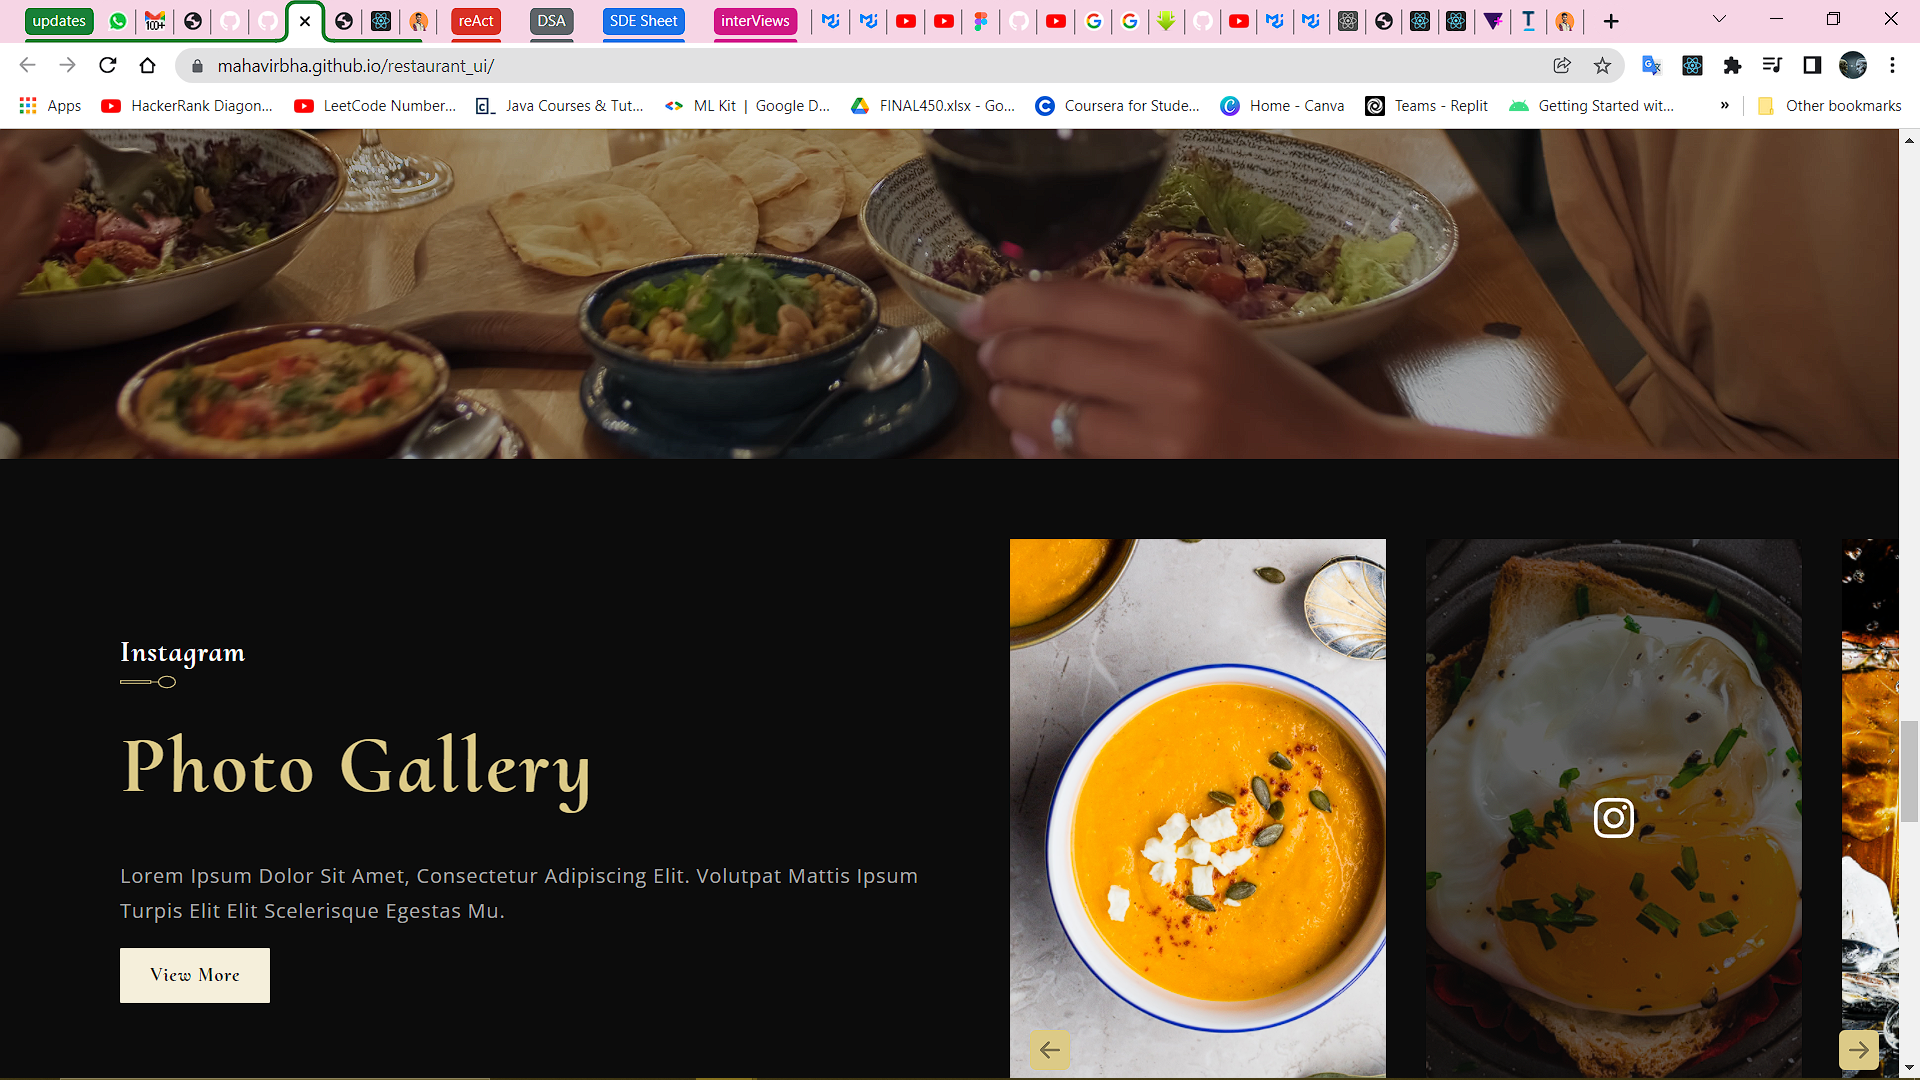 updates
100+
reAct
DSA
SDE Sheet
interViews
mahavirbha.github.io/restaurant_ui/
Apps
HackerRank Diagon...
LeetCode Number...
Java Courses & Tut...
ML Kit | Google D...
FINAL450.xlsx - Go...
Coursera for Stude...
Home - Canva
Teams - Replit
Getting Started wit...
»
Other bookmarks
Instagram
Photo Gallery
Lorem Ipsum Dolor Sit Amet, Consectetur Adipiscing Elit. Volutpat Mattis Ipsum
Turpis Elit Elit Scelerisque Egestas Mu.
View More